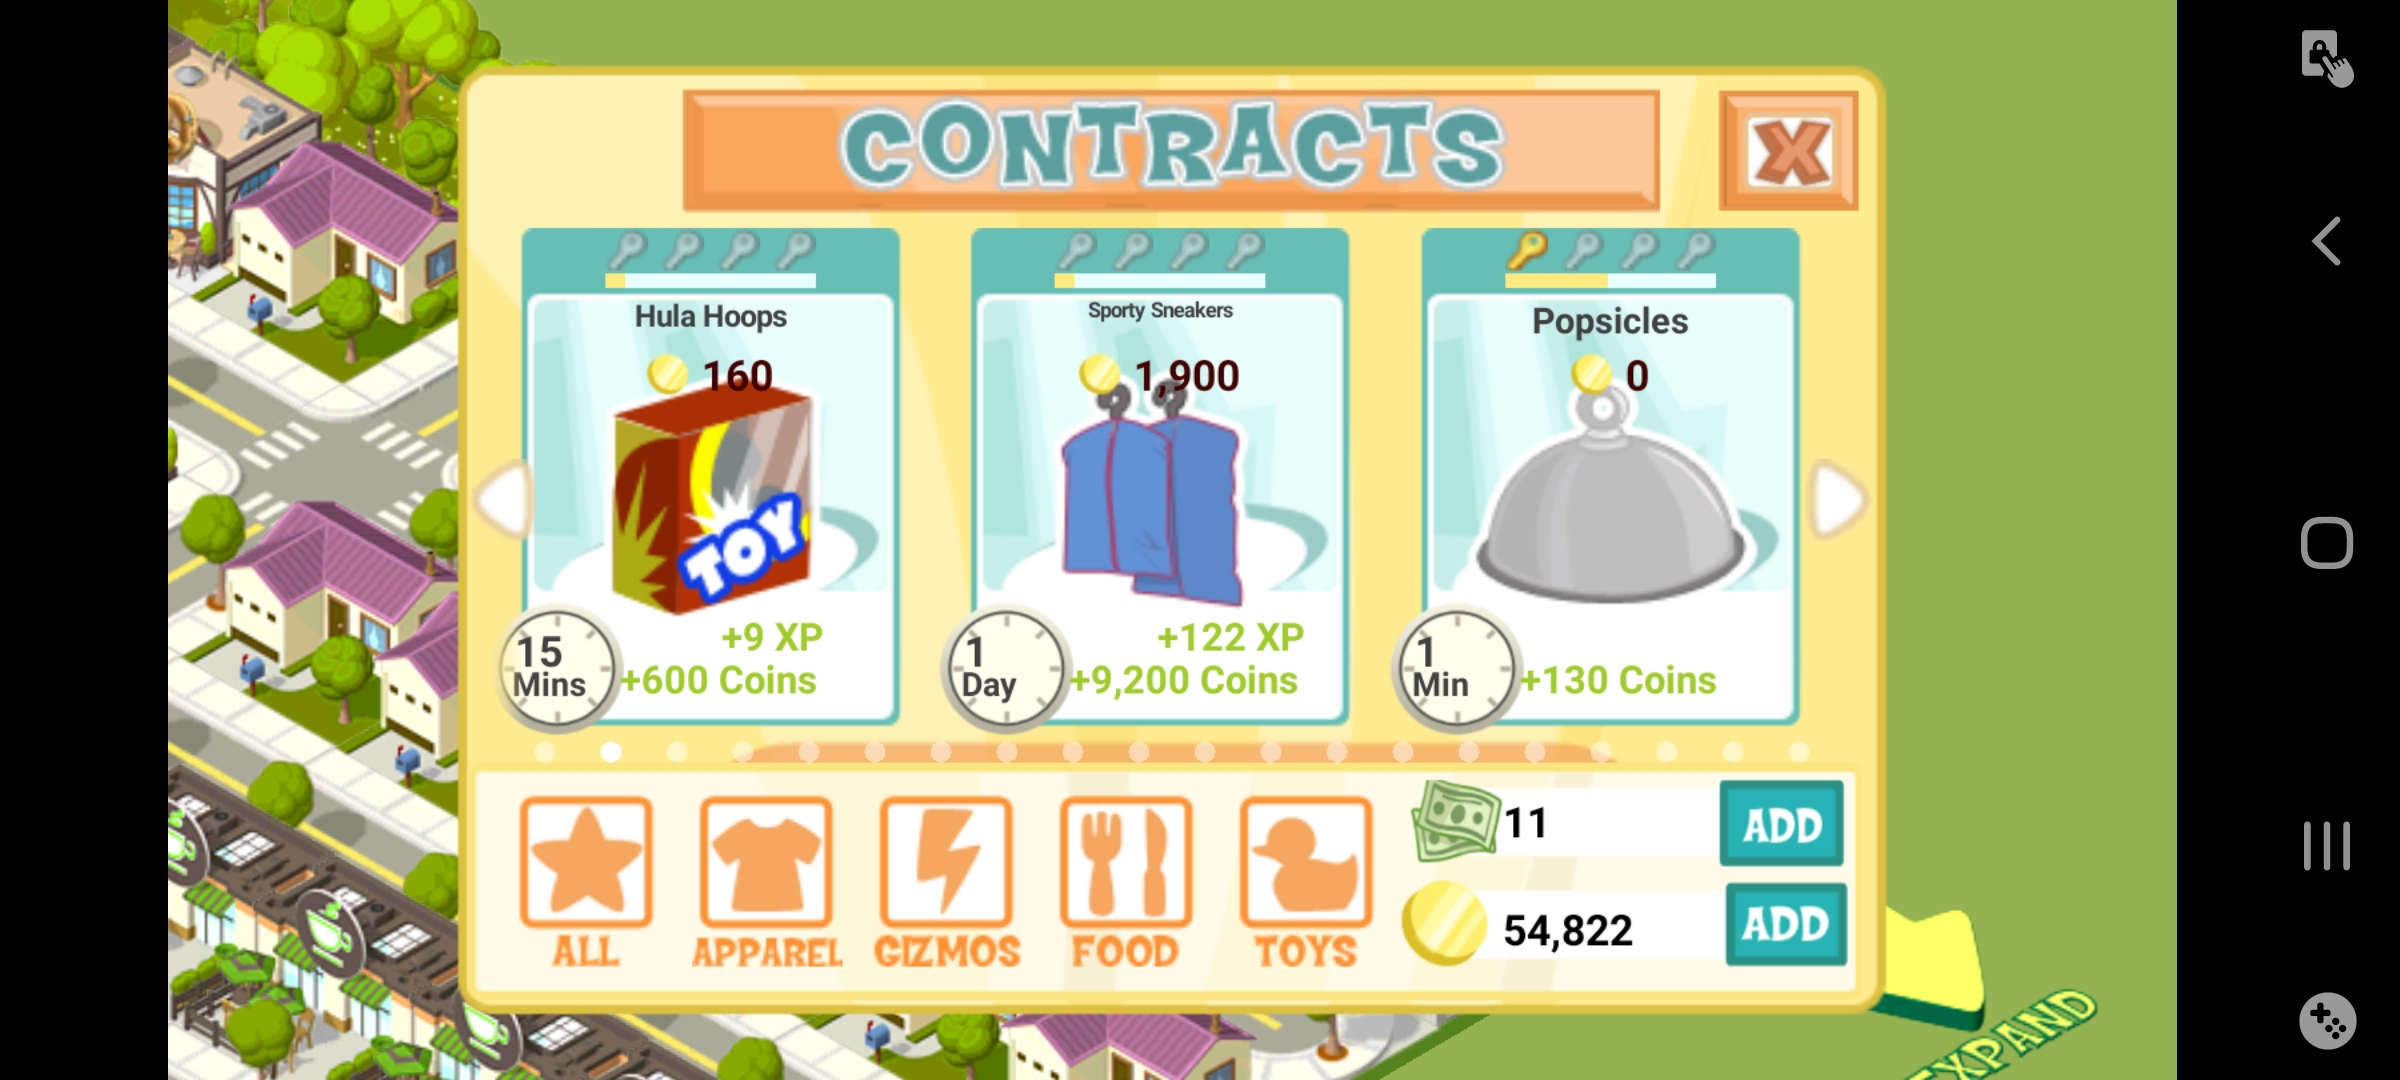 CONTRACTS
X
Hula Hoops
160
TOY
15
Mins
+9 XP
+600 Coins
Sporty Sneakers
1,900
1
Day
+122 XP
+9,200 Coins
Popsicles
0
1
Min
+130 Coins
ALL
APPAREL
GIZMOS
FOOD
TOYS
11
ADD
54,822
ADD
EXPAND